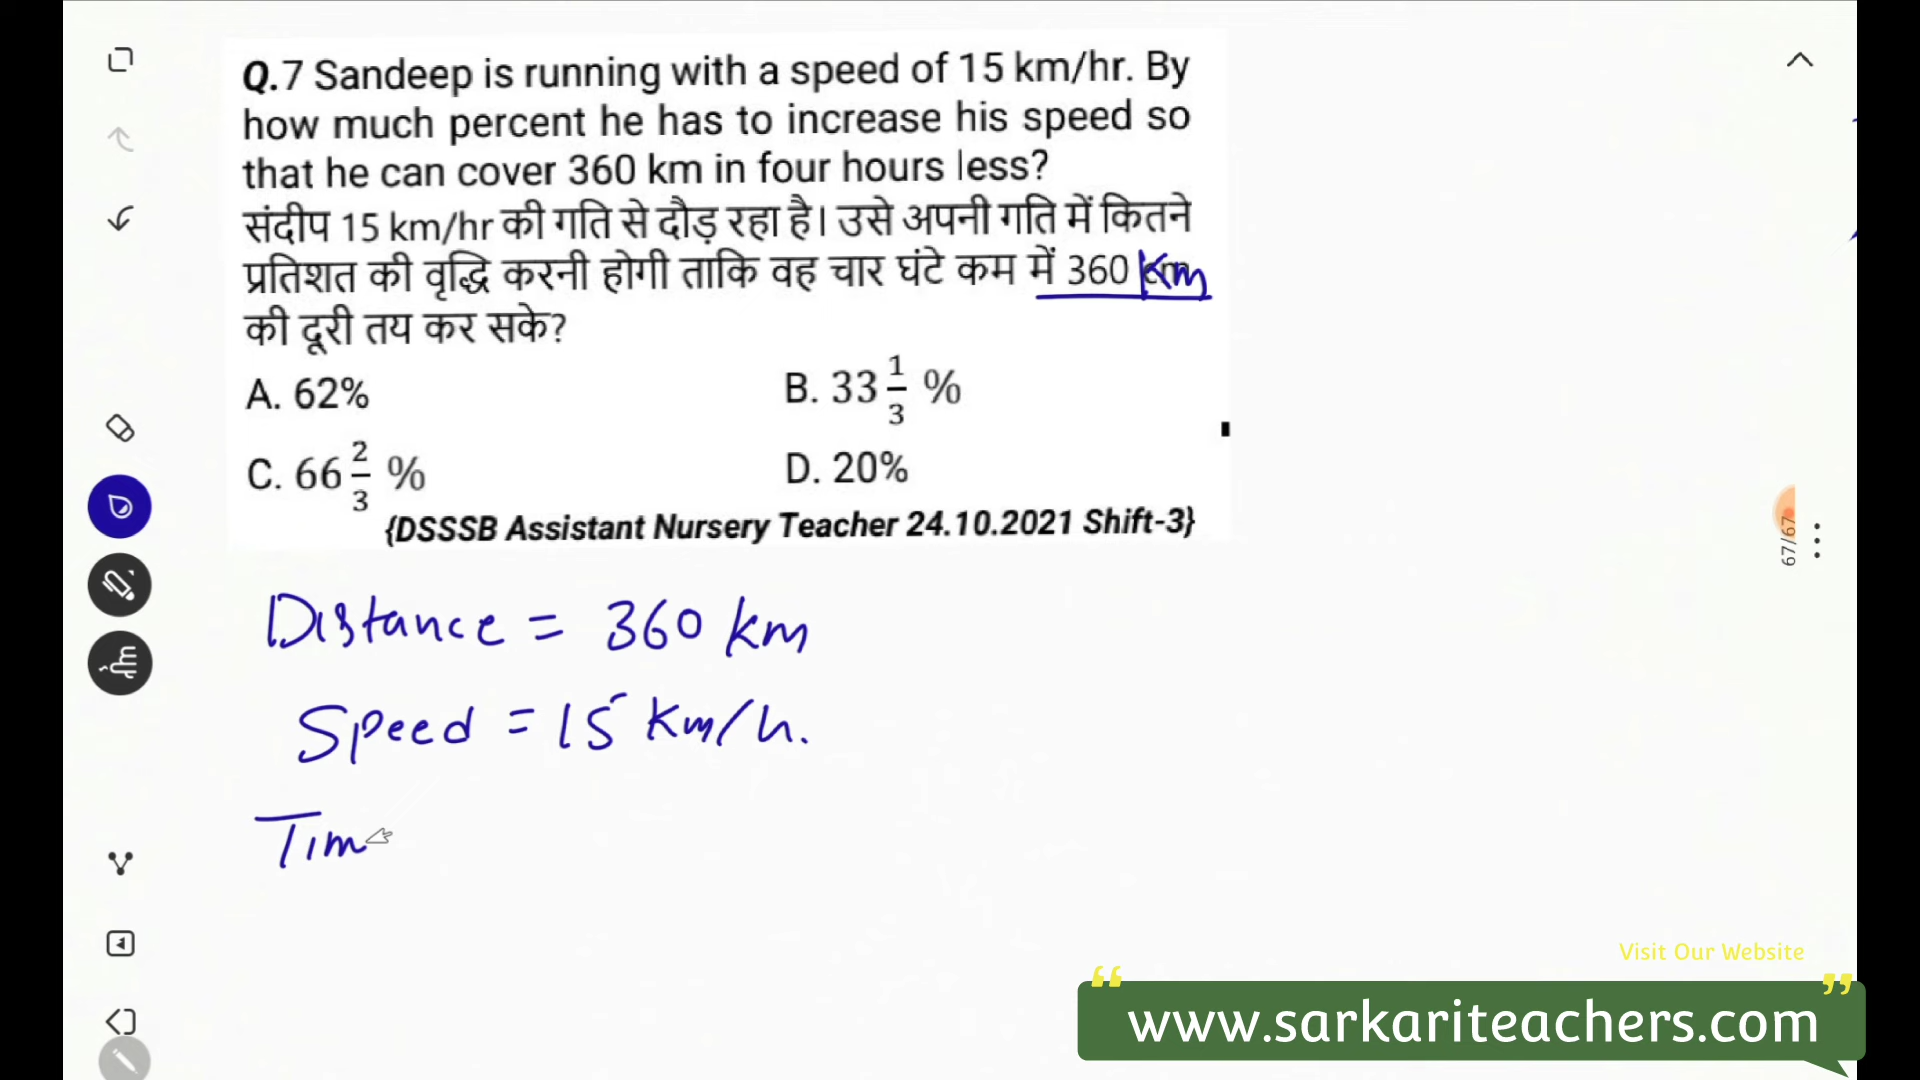 Q.7 Sandeep is running with a speed of 15 km/hr. By
how much percent he has to increase his speed so
that he can cover 360 km in four hours less?
संदीप 15 km/hr की गति से दौड़ रहा है। उसे अपनी गति में कितने
प्रतिशत की वृद्धि करनी होगी ताकि वह चार घंटे कम में 360 Km
की दूरी तय कर सके?
A. 62%
B. 33 1/3 %
C. 66 2/3 %
D. 20%
{DSSSB Assistant Nursery Teacher 24.10.2021 Shift-3}
Distance = 360 km
Speed = 15 Km/h.
Tim
67/67
Visit Our Website
“ www.sarkariteachers.com ”